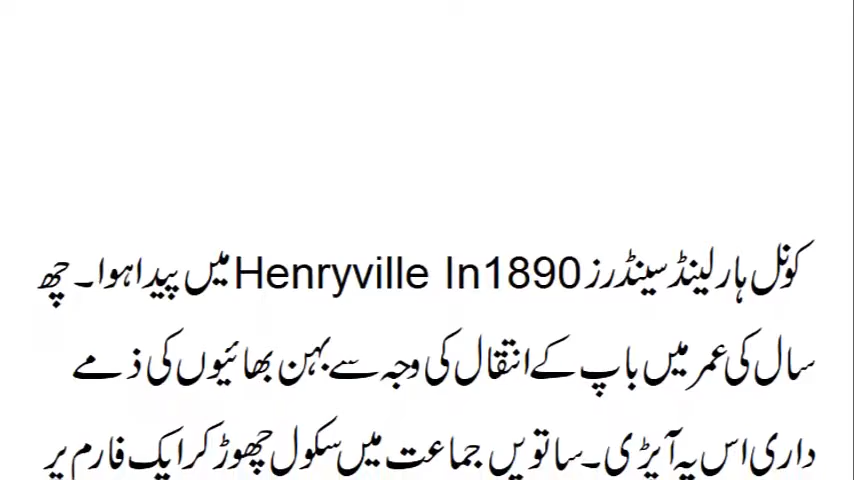 کونل ہارلینڈ سینڈرز Henryville In1890 میں پیدا ہوا۔ چھ
سال کی عمر میں باپ کے انتقال کی وجہ سے بہن بھائیوں کی ذمے
داری اس پہ آپڑی۔ ساتویں جماعت میں سکول چھوڑ کر ایک فارم پر